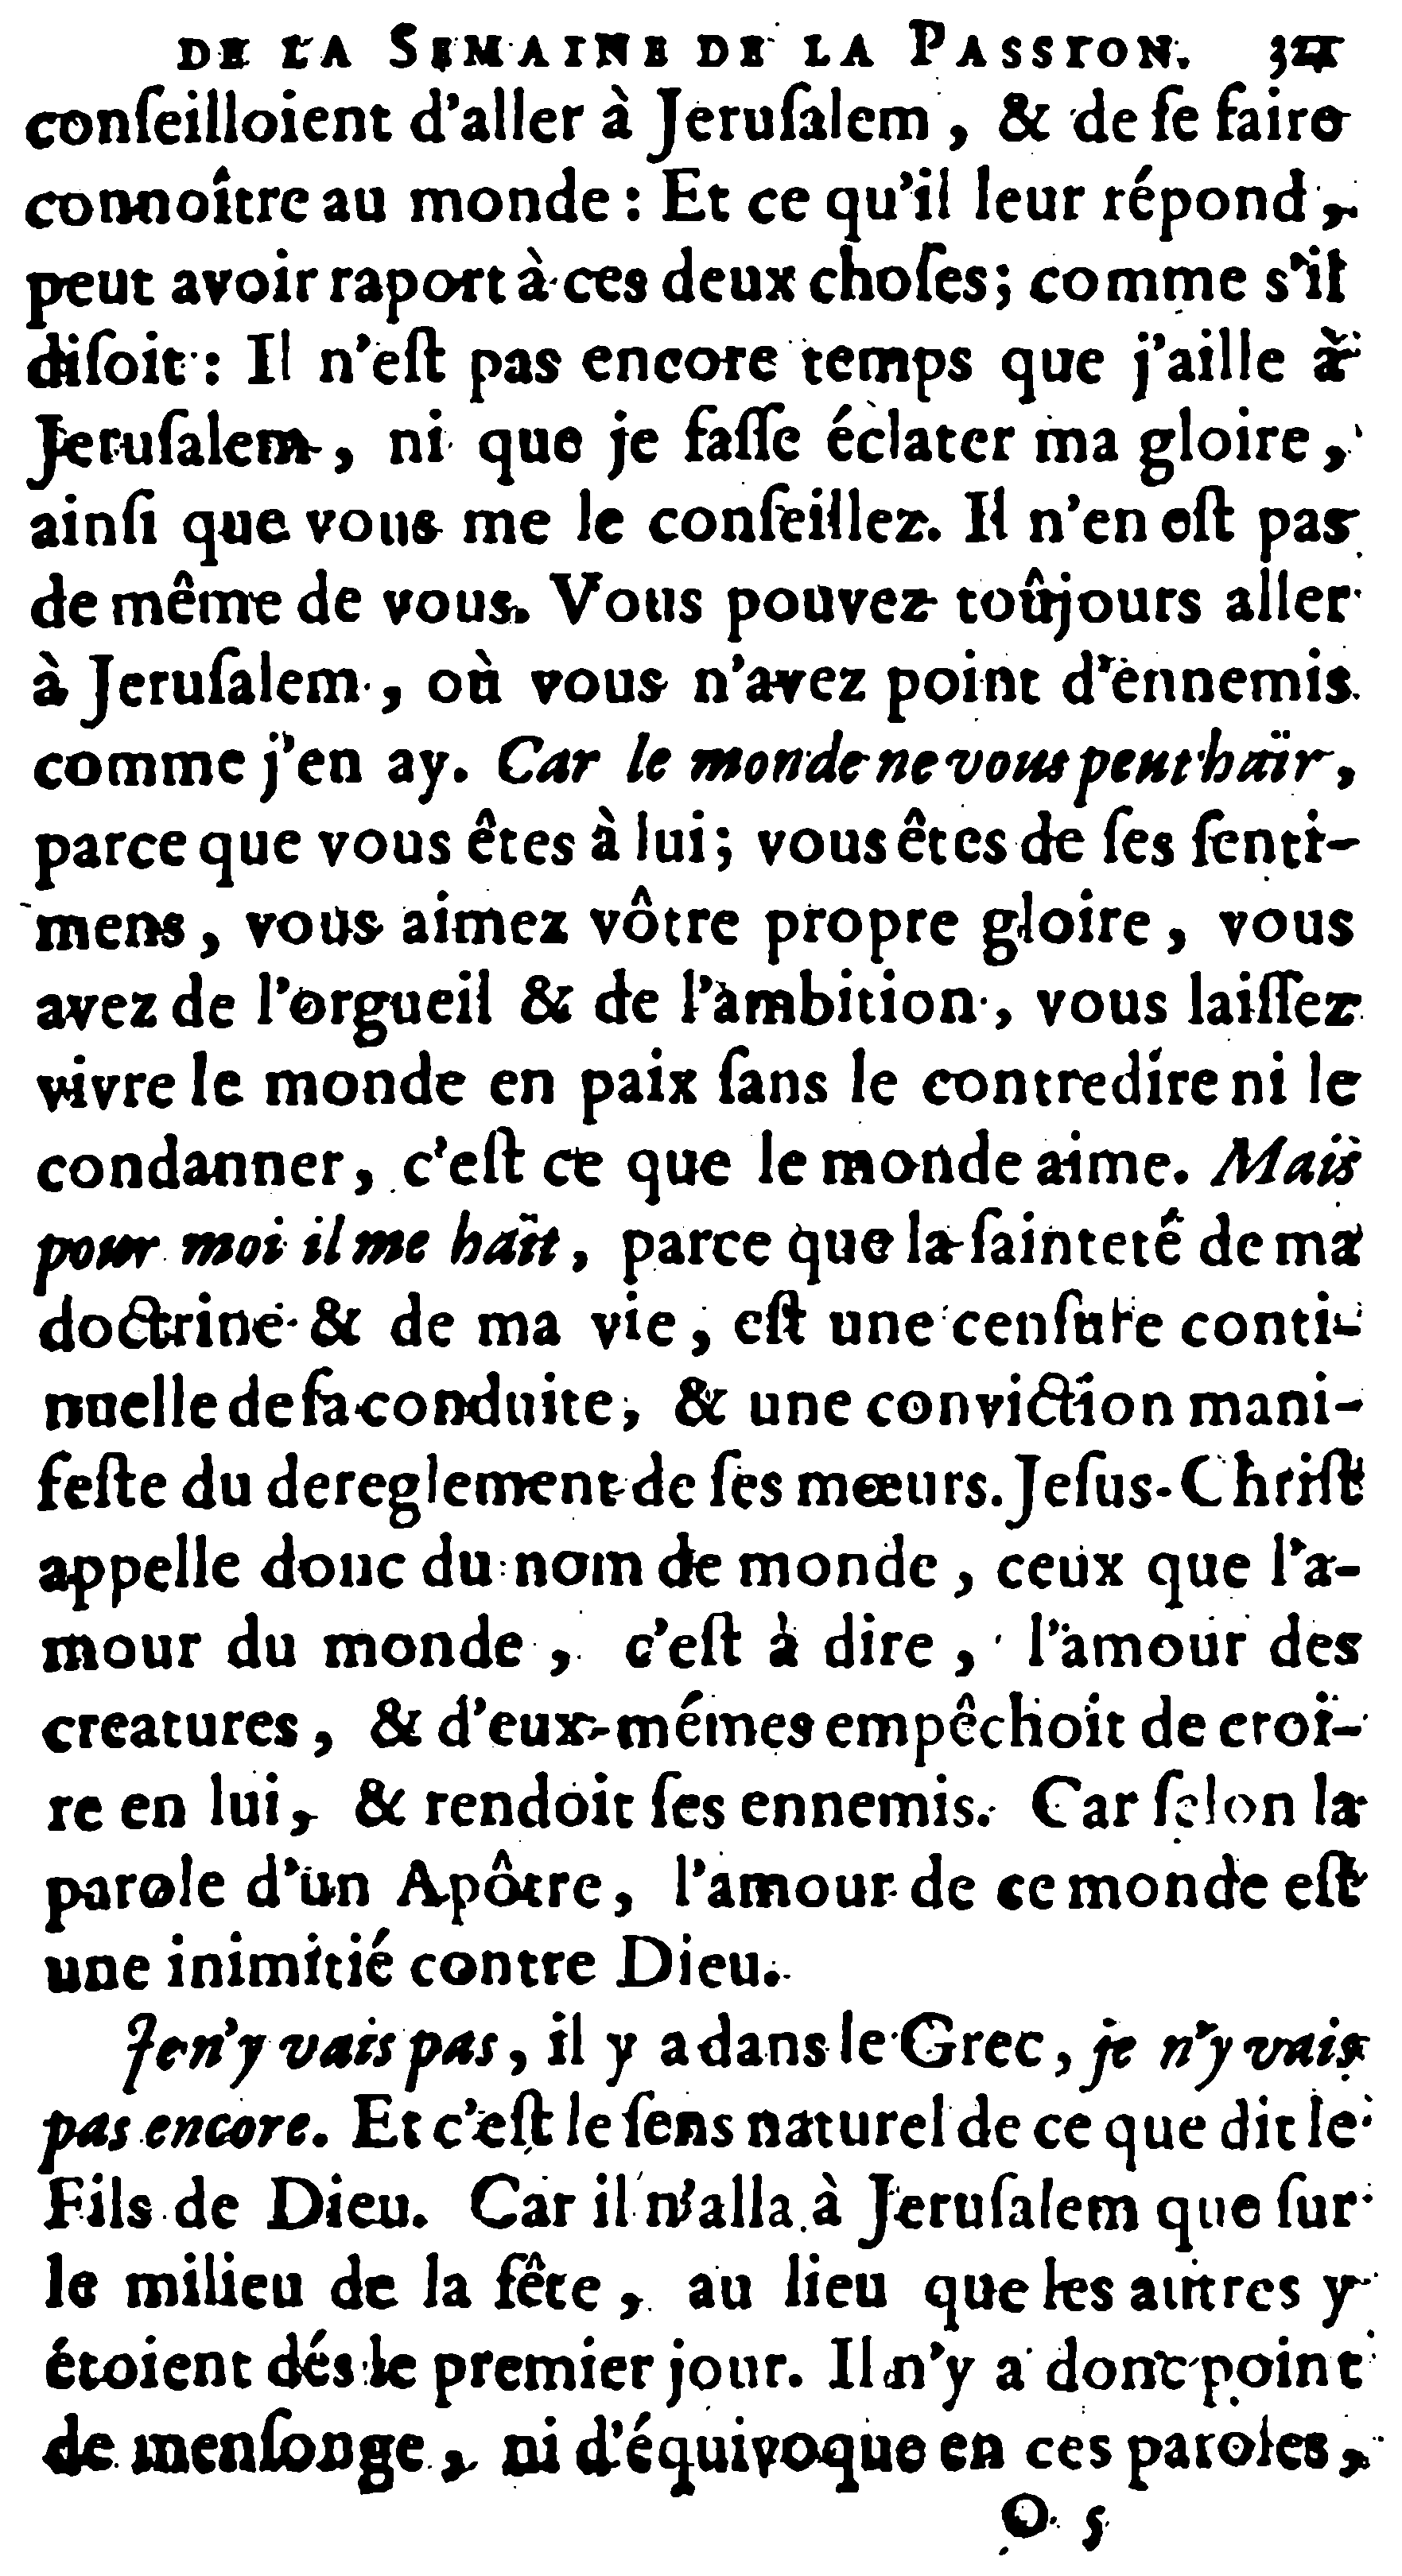 DE LA SEMAINE DE LA PASSION. 321
conſeilloient d'aller à Jeruſalem, & de ſe faire
connoître au monde : Et ce qu'il leur répond,
peut avoir raport à ces deux choſes; comme s'il
diſoit : Il n'eſt pas encore temps que j'aille à
Jeruſalem, ni que je faſſe éclater ma gloire,
ainſi que vous me le conſeillez. Il n'en eſt pas
de même de vous. Vous pouvez toûjours aller
à Jeruſalem, où vous n'avez point d'ennemis
comme j'en ay. Car le monde ne vous peut haïr,
parce que vous êtes à lui; vous êtes de ſes ſenti-
mens, vous aimez vôtre propre gloire, vous
avez de l'orgueil & de l'ambition, vous laiſſez
vivre le monde en paix ſans le contredire ni le
condanner, c'eſt ce que le monde aime. Mais
pour moi il me haït, parce que la ſainteté de ma
doctrine & de ma vie, eſt une cenſure conti-
nuelle de ſa conduite, & une conviction mani-
feſte du dereglement de ſes mœurs. Jeſus-Chriſt
appelle donc du nom de monde, ceux que l'a-
mour du monde, c'eſt à dire, l'amour des
creatures, & d'eux-mémes empêchoit de croi-
re en lui, & rendoit ſes ennemis. Car ſelon la
parole d'un Apôtre, l'amour de ce monde eſt
une inimitié contre Dieu.
Je n'y vais pas, il y a dans le Grec, je n'y vais
pas encore. Et c'eſt le ſens naturel de ce que dit le
Fils de Dieu. Car il n'alla à Jeruſalem que ſur
le milieu de la fête, au lieu que les autres y
étoient dés le premier jour. Il n'y a donc point
de menſonge, ni d'équivoque en ces paroles,
O 5